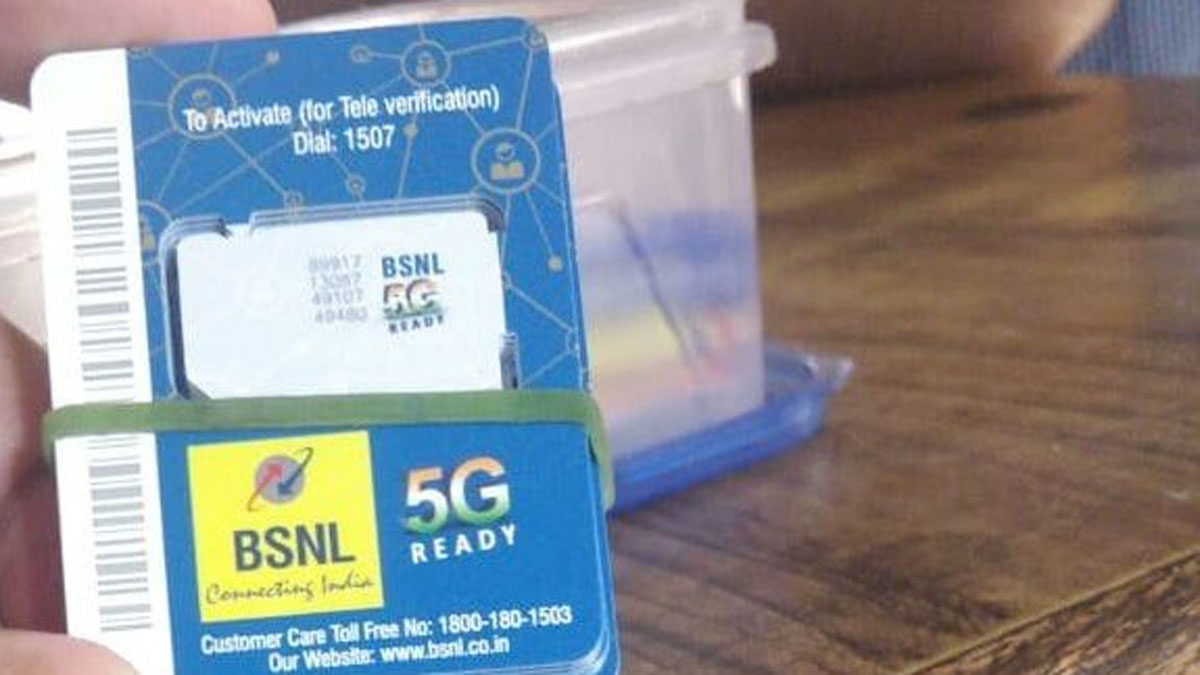 To Activate (for Tele verification)
Dial: 1507
89917
49107
49480
BSNL
5G
READY
BSNL
Connecting India
5G
READY
Customer Care Toll Free No: 1800-180-1503
Our Website: www.bsnl.co.in